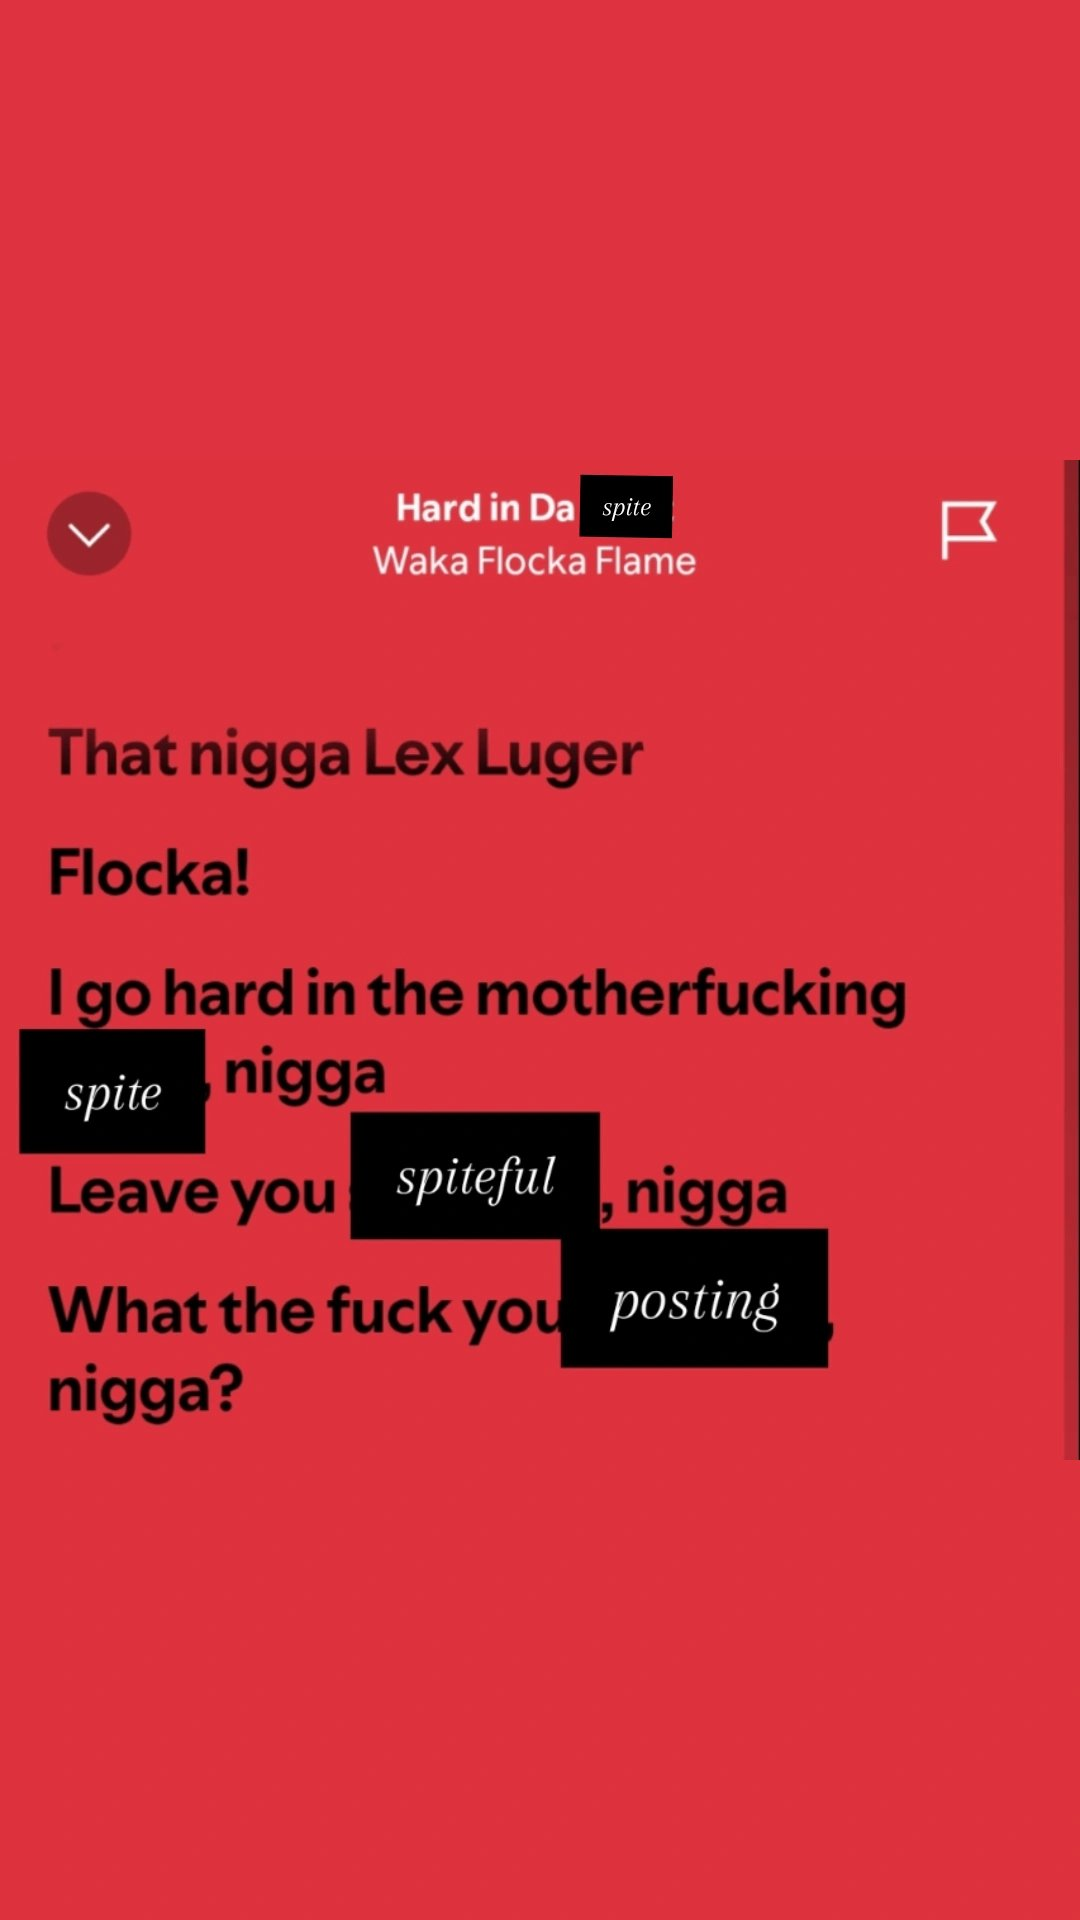 Hard in Da spite
Waka Flocka Flame
That nigga Lex Luger
Flocka!
I go hard in the motherfucking
spite, nigga
Leave you spiteful, nigga
What the fuck you posting,
nigga?